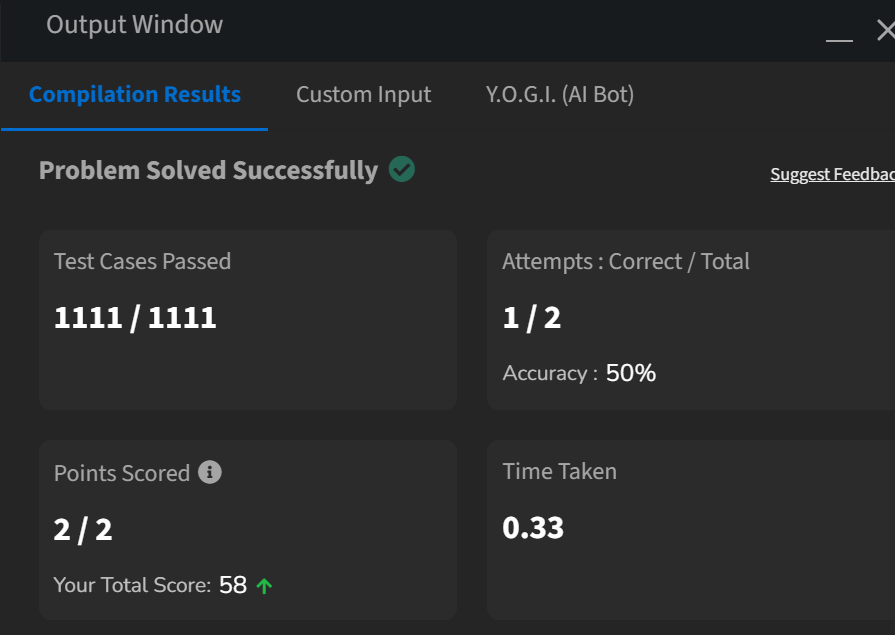 Output Window
Compilation Results
Custom Input
Y.O.G.I. (AI Bot)
Problem Solved Successfully
Suggest Feedbac
Test Cases Passed
1111 / 1111
Attempts : Correct / Total
1 / 2
Accuracy : 50%
Points Scored
2 / 2
Your Total Score: 58
Time Taken
0.33